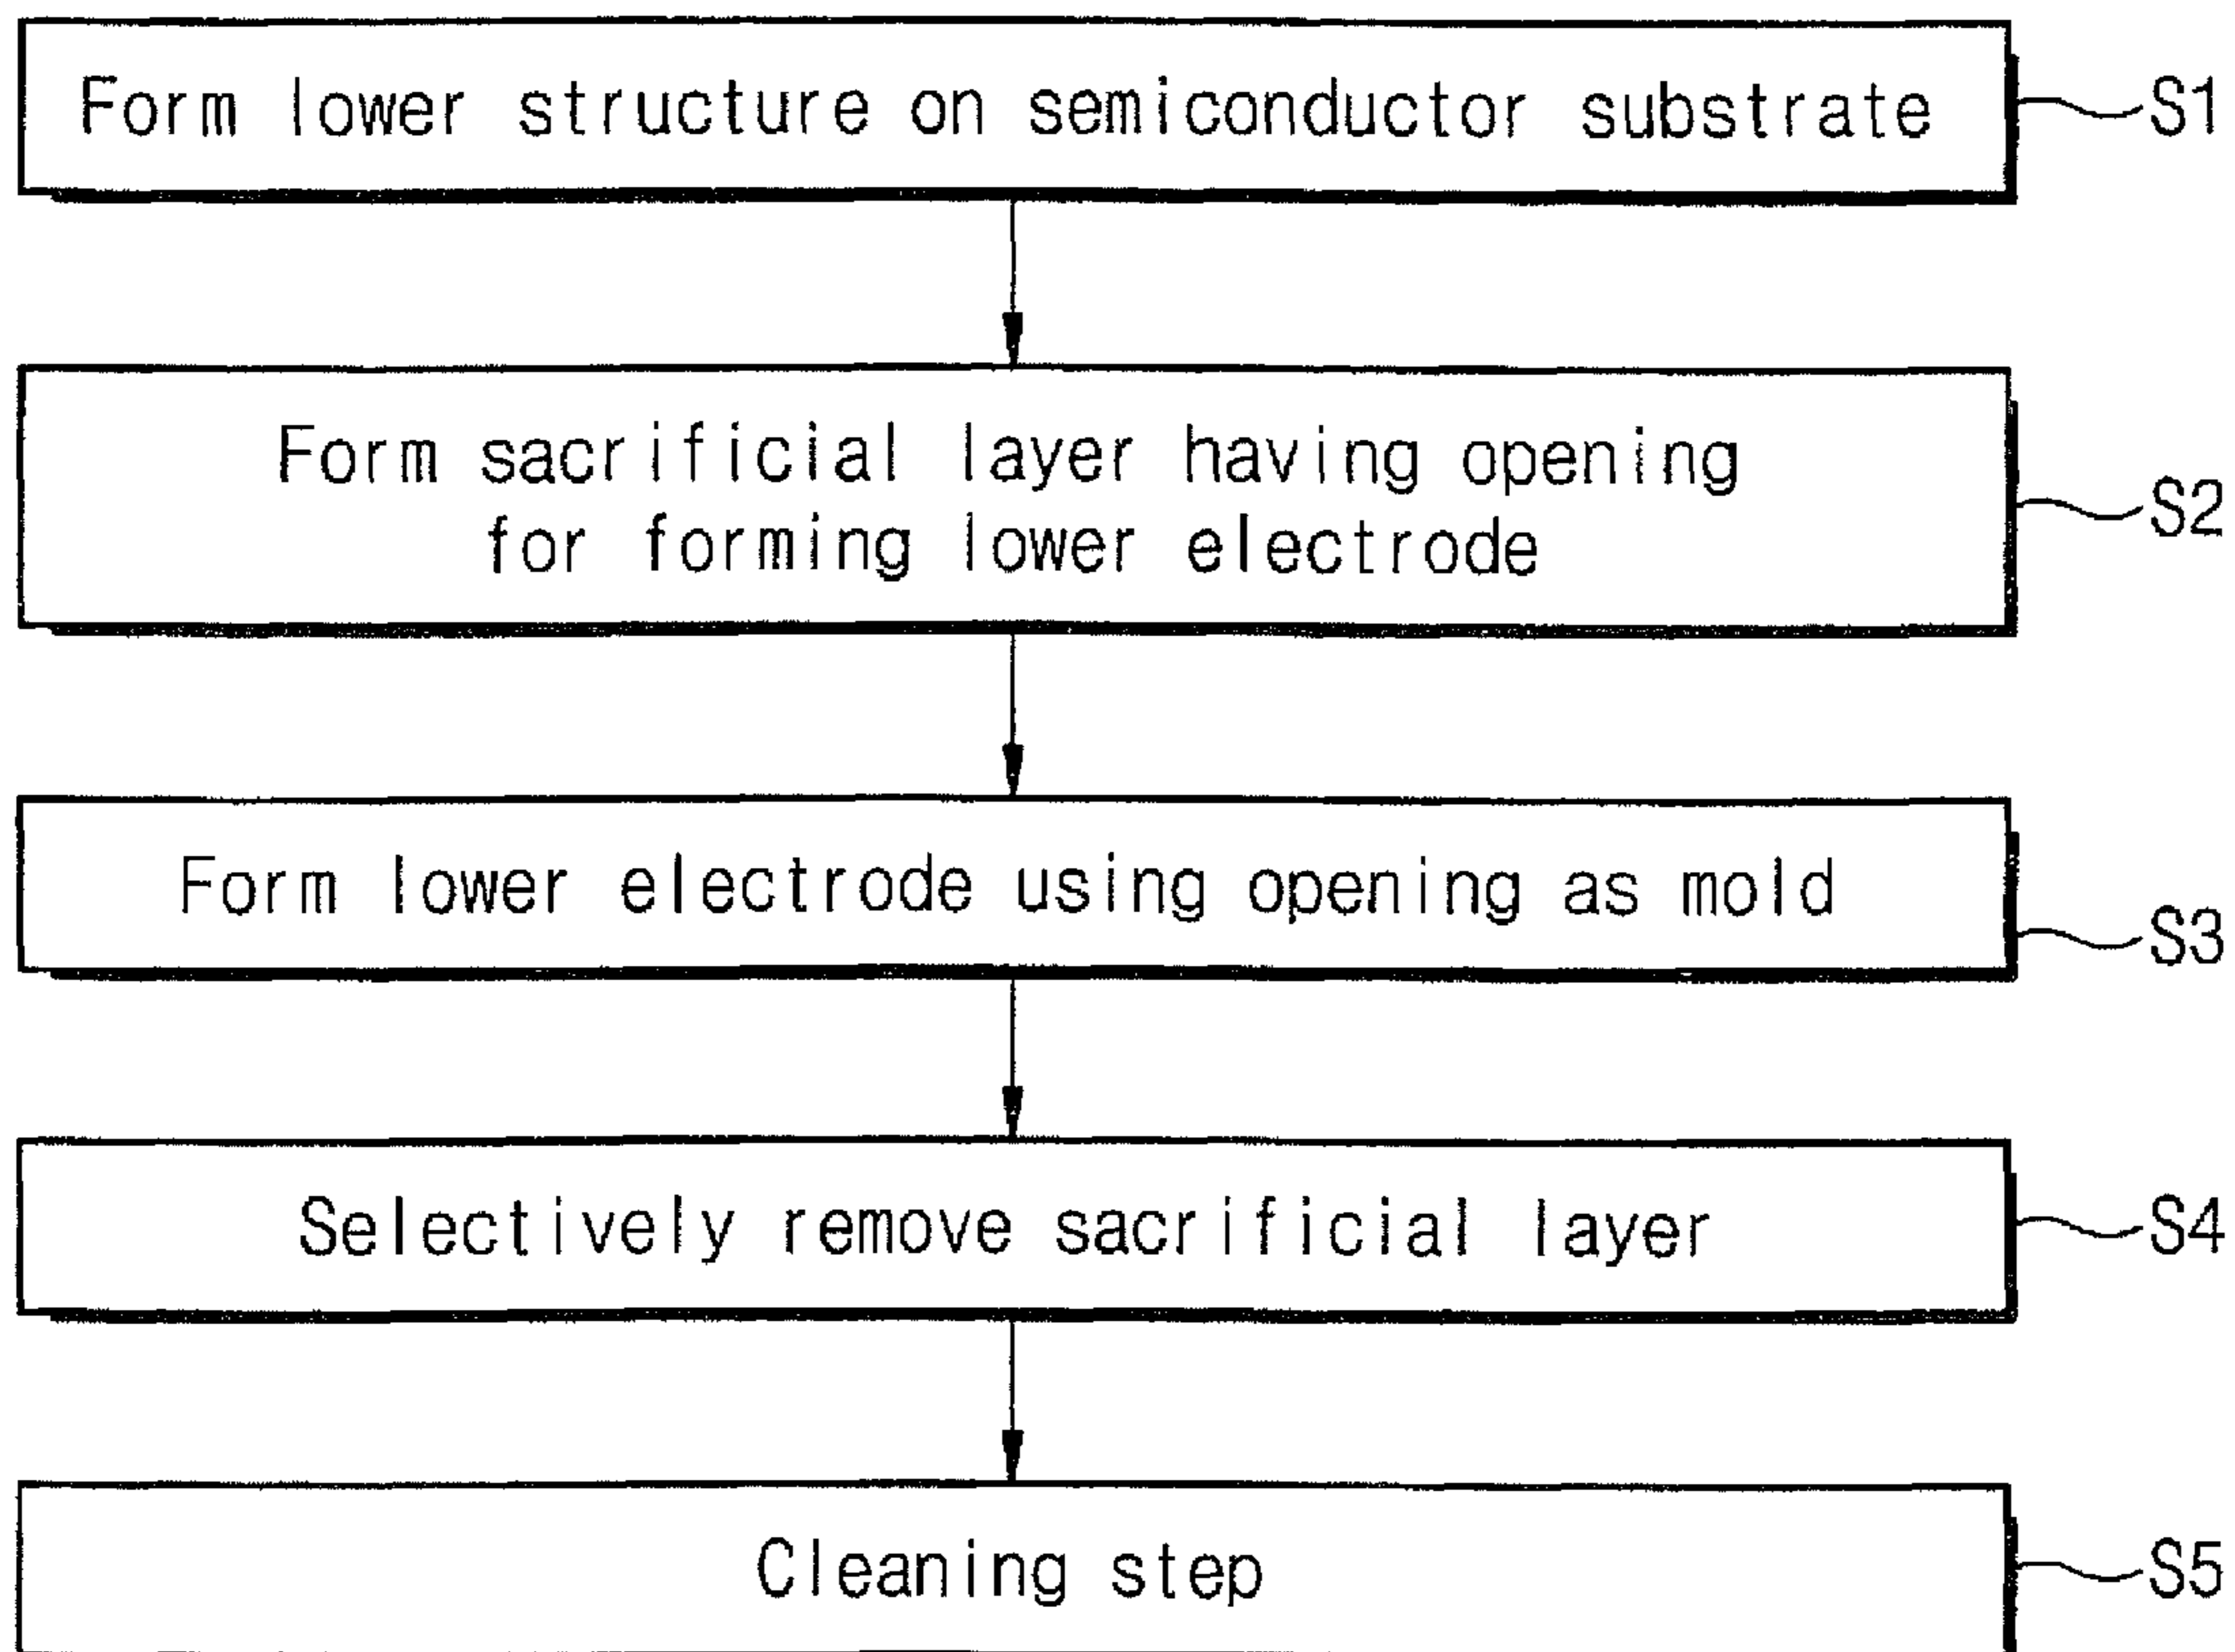 Form lower structure on semiconductor substrate
S1
Form sacrificial layer having opening
for forming lower electrode
S2
Form lower electrode using opening as mold
S3
Selectively remove sacrificial layer
S4
Cleaning step
S5